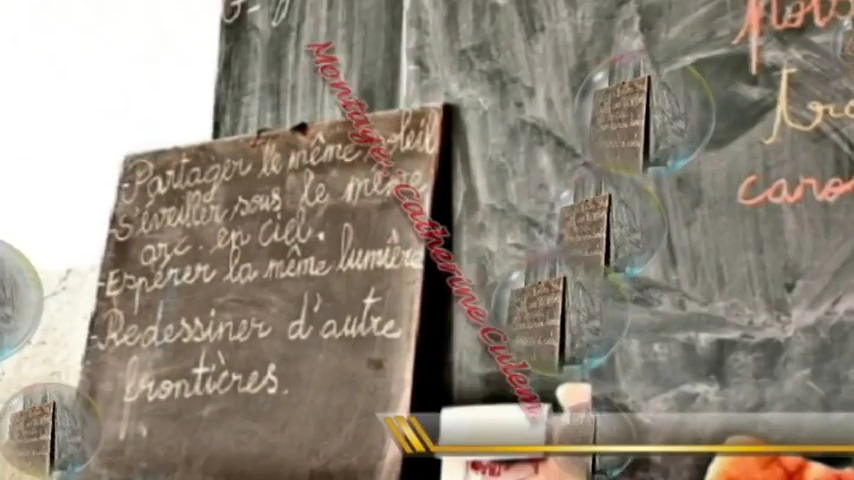 - Partager le même soleil
- S'éveiller sous le même
arc. en ciel.
- Espérer la même lumière
- Redessiner d'autre
frontières.
Montage: Catherine Culem